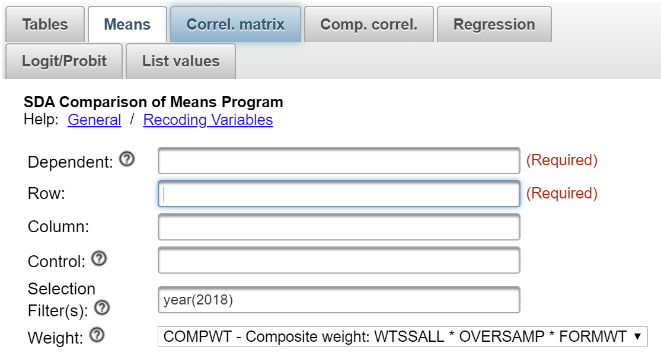 Tables Means Correl. matrix Comp. correl. Regression
Logit/Probit List values
SDA Comparison of Means Program
Help: General / Recoding Variables
Dependent: ? (Required)
Row: (Required)
Column:
Control: ?
Selection
Filter(s): ? year(2018)
Weight: ? COMPWT - Composite weight: WTSSALL * OVERSAMP * FORMWT